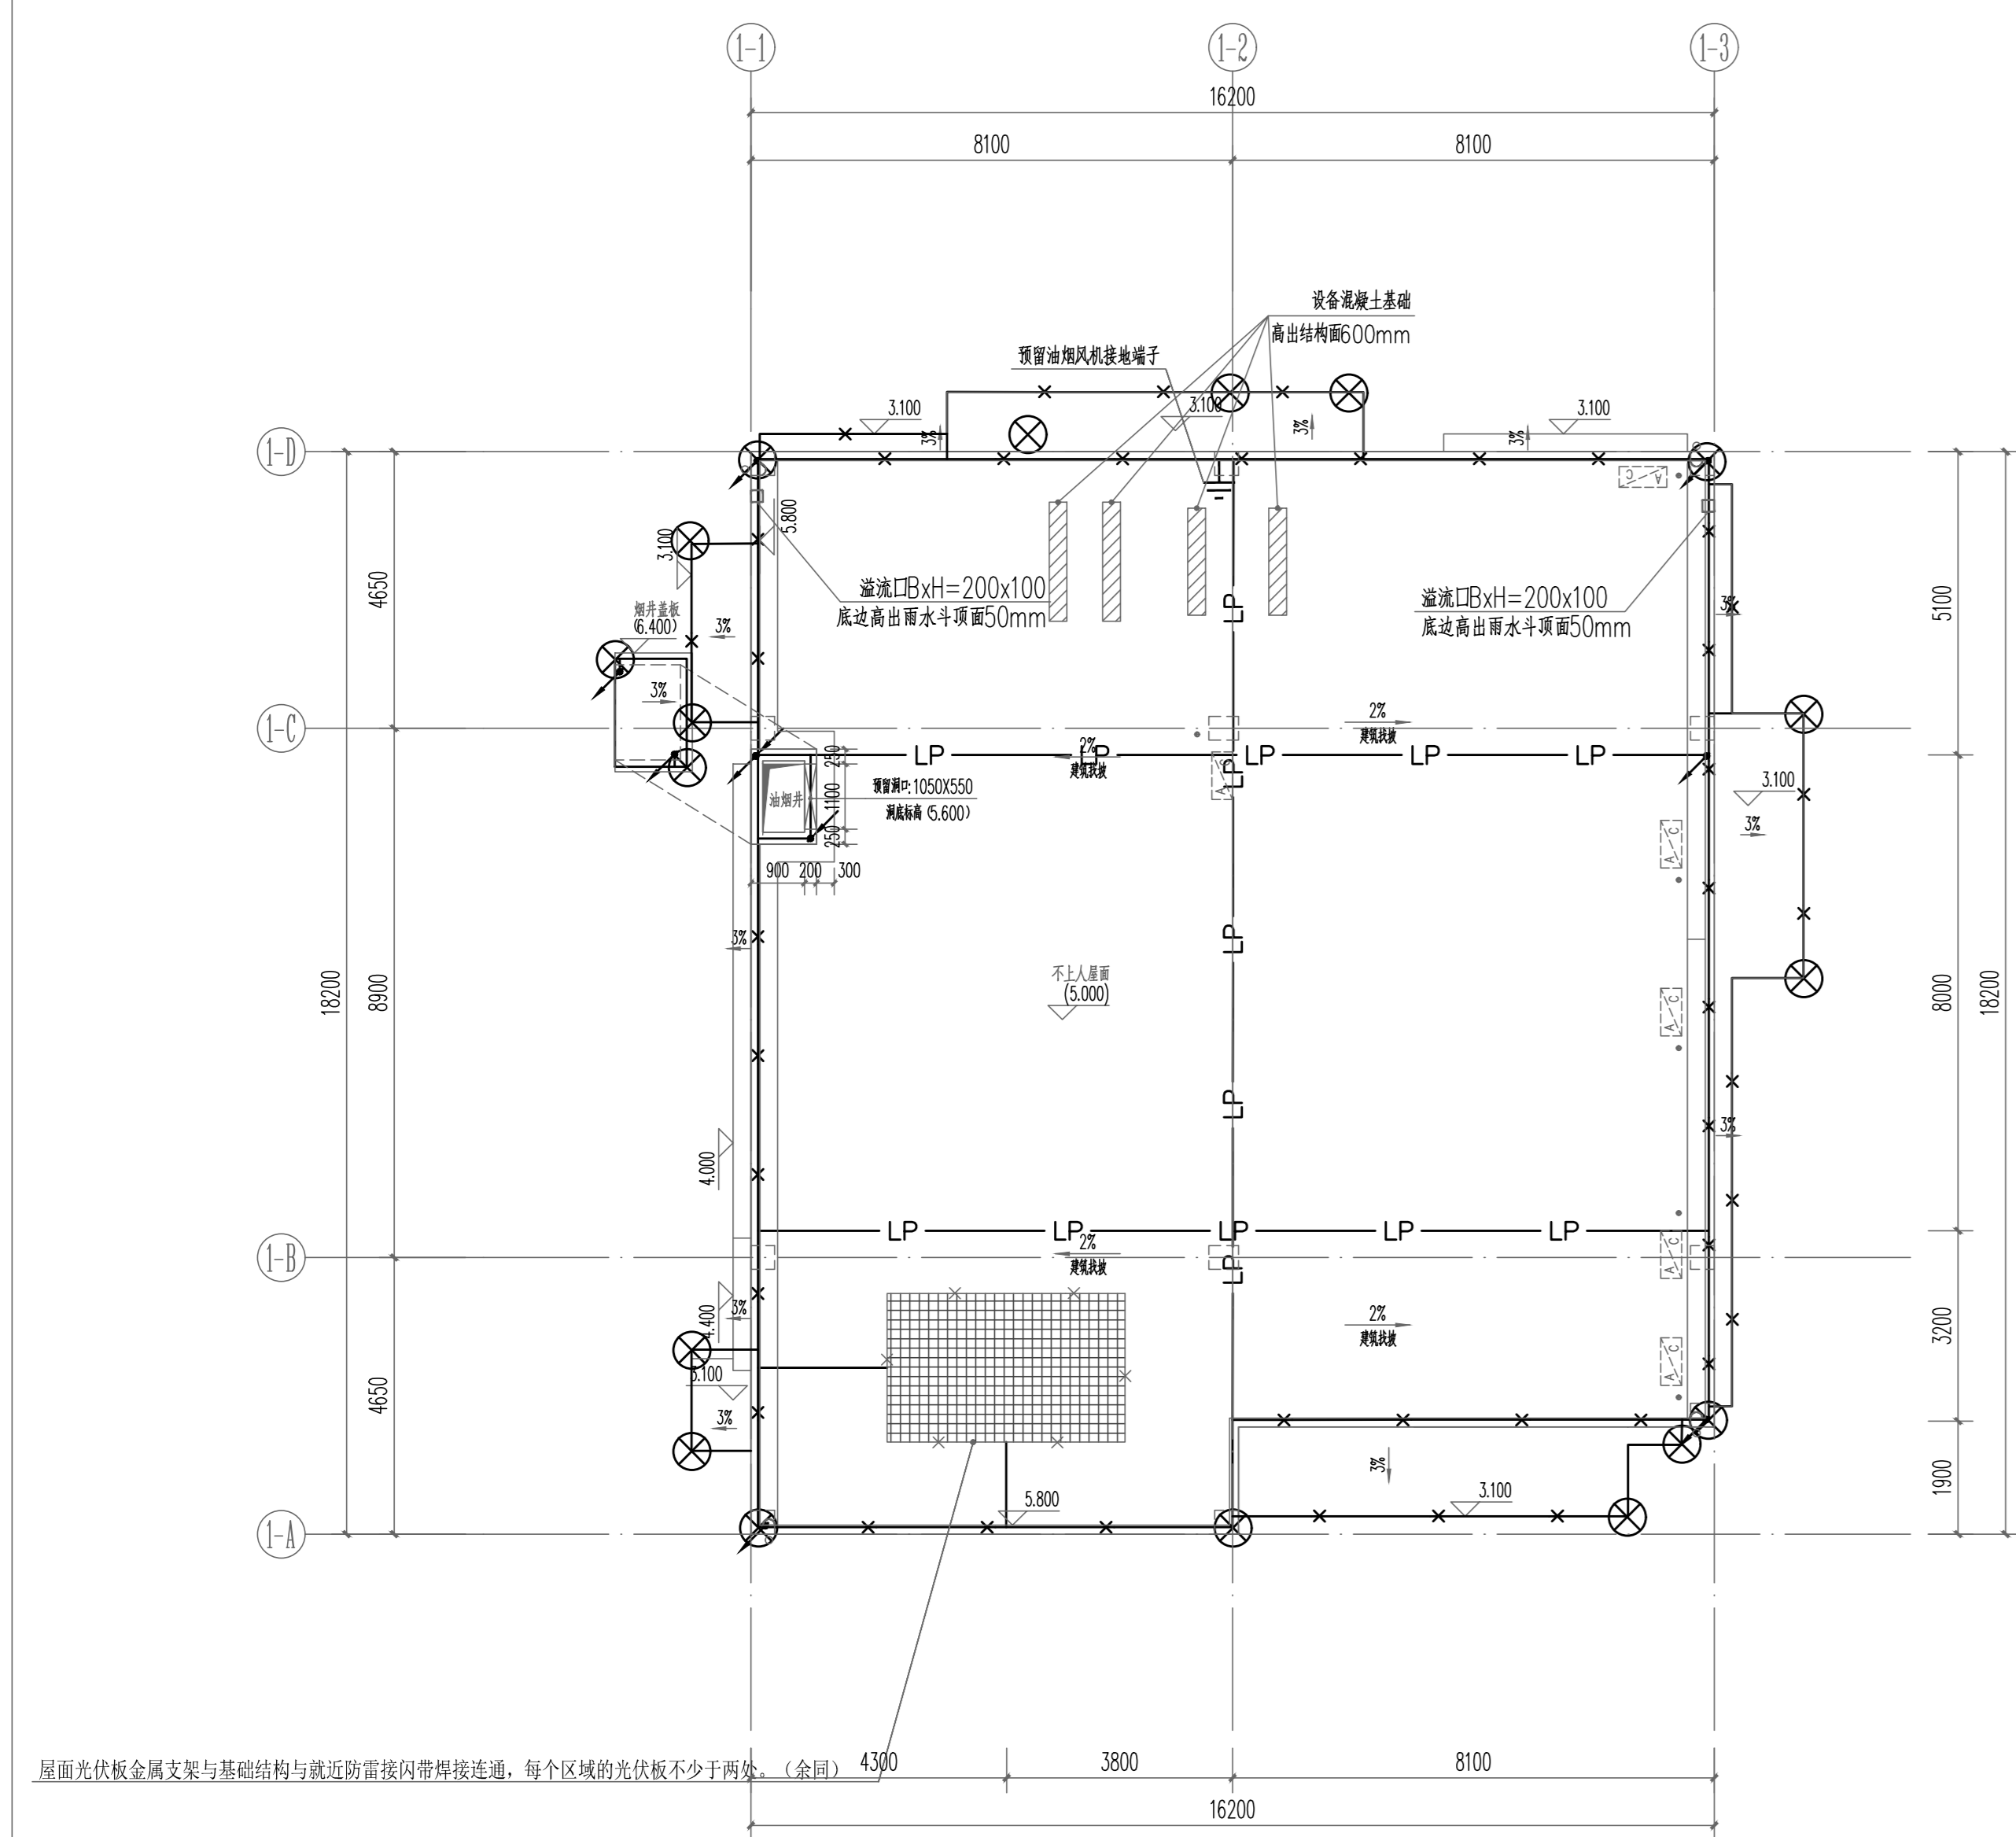 1-1
1-2
1-3
16200
8100
8100
设备混凝土基础
高出结构面600mm
预留油烟风机接地端子
3.100
3.100
3.100
3%
3%
3%
1-D
A C
5.800
3.100
4650
5100
溢流口BxH=200x100
底边高出雨水斗顶面50mm
溢流口BxH=200x100
底边高出雨水斗顶面50mm
LP
烟井盖板
(6.400)
3%
3%
3%
1-C
2%
建筑找坡
LP
LP
LP
LP
LP
2%
建筑找坡
LP
A C
250
1100
250
油烟井
预留洞口:1050X550
洞底标高 (5.600)
3.100
3%
A C
900
200
300
3%
LP
不上人屋面
(5.000)
A C
18200
8900
8000
18200
LP
3%
4.000
LP
LP
LP
LP
LP
2%
建筑找坡
1-B
LP
A C
4.400
3%
2%
建筑找坡
3200
A C
3.100
4650
3%
3%
1900
5.800
3.100
1-A
屋面光伏板金属支架与基础结构与就近防雷接闪带焊接连通，每个区域的光伏板不少于两处。（余同）
4300
3800
8100
16200